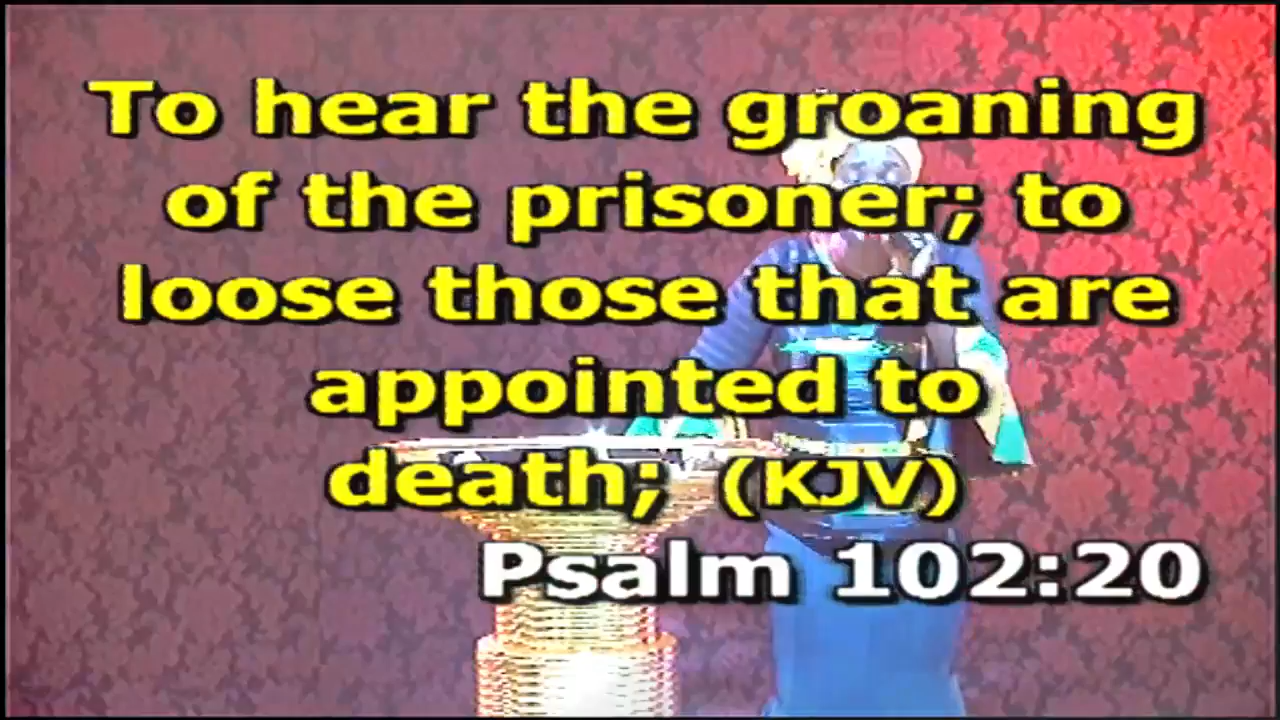 To hear the groaning
of the prisoner; to
loose those that are
appointed to
death; (KJV)
Psalm 102:20